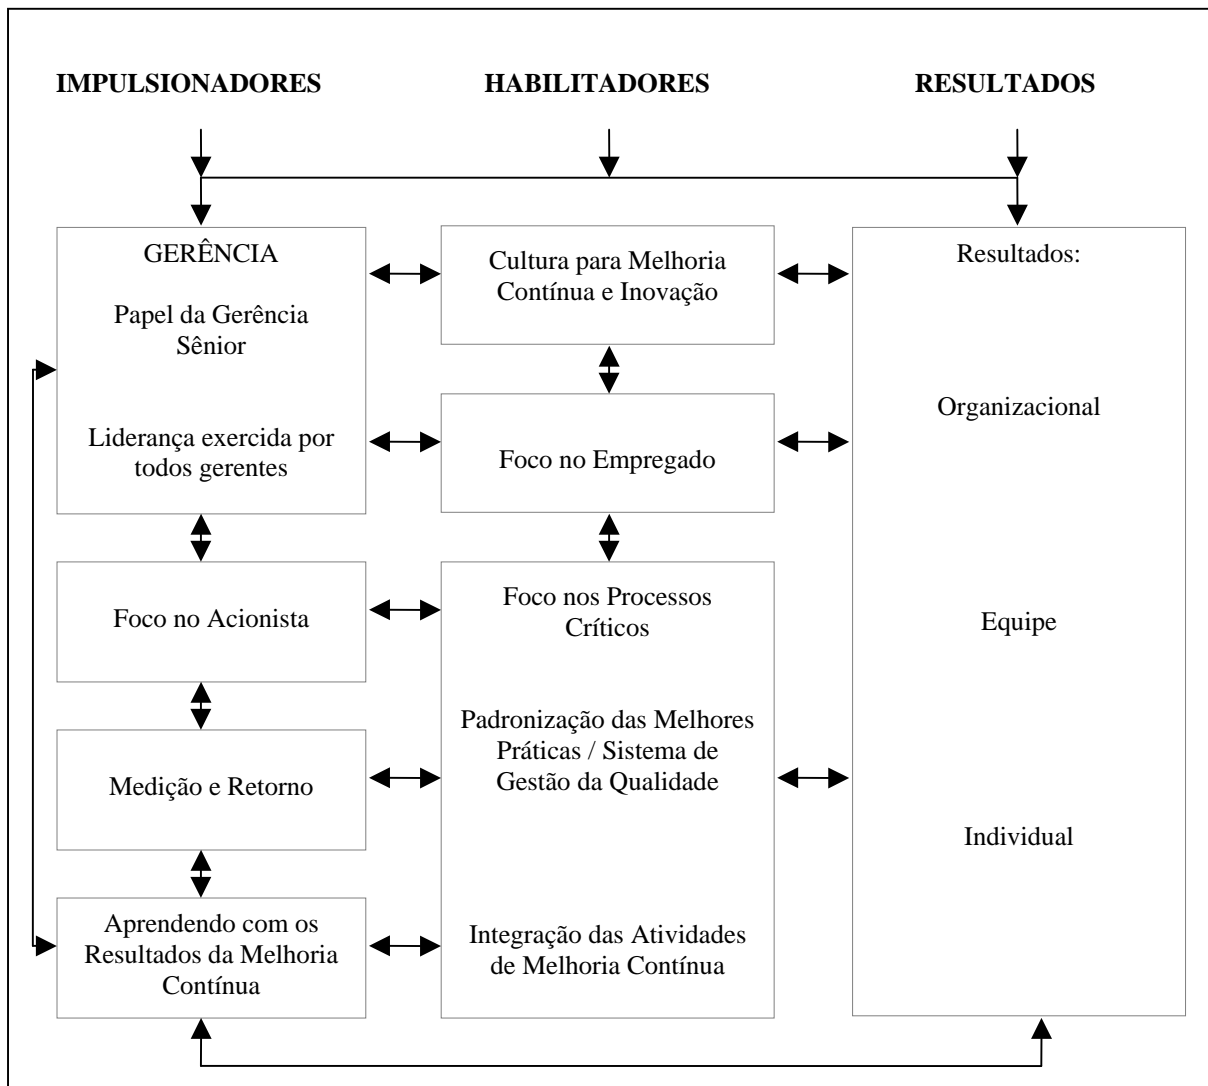 IMPULSIONADORES
HABILITADORES
RESULTADOS
GERÊNCIA
Papel da Gerência
Sênior
Liderança exercida por
todos gerentes
Foco no Acionista
Medição e Retorno
Aprendendo com os
Resultados da Melhoria
Contínua
Cultura para Melhoria
Contínua e Inovação
Foco no Empregado
Foco nos Processos
Críticos
Padronização das Melhores
Práticas / Sistema de
Gestão da Qualidade
Integração das Atividades
de Melhoria Contínua
Resultados:
Organizacional
Equipe
Individual